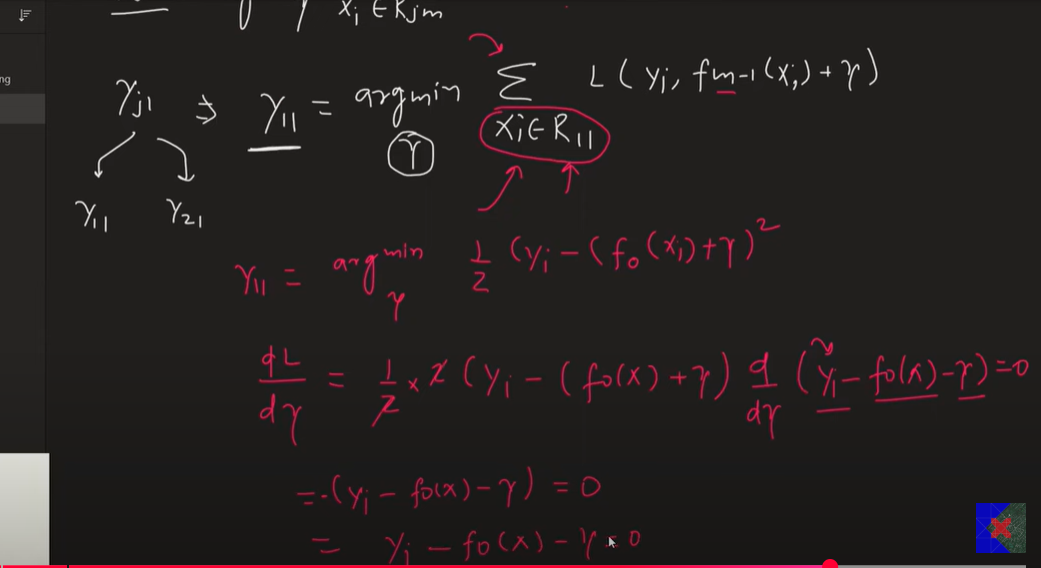 xi ∈ Rjm
ng
γj1 ⇒ γ11 = argmin γ Σ xi∈R11 L(yi, fm-1(xi)+γ)
γ11 γ21
γ11 = argmin γ 1/2 (yi - (f0(xi)+γ)²
dL/dγ = 1/2 × 2 (yi - (f0(x)+γ) d/dγ (yi - f0(x) - γ) = 0
= -(yi - f0(x) - γ) = 0
= yi - f0(x) - γ = 0